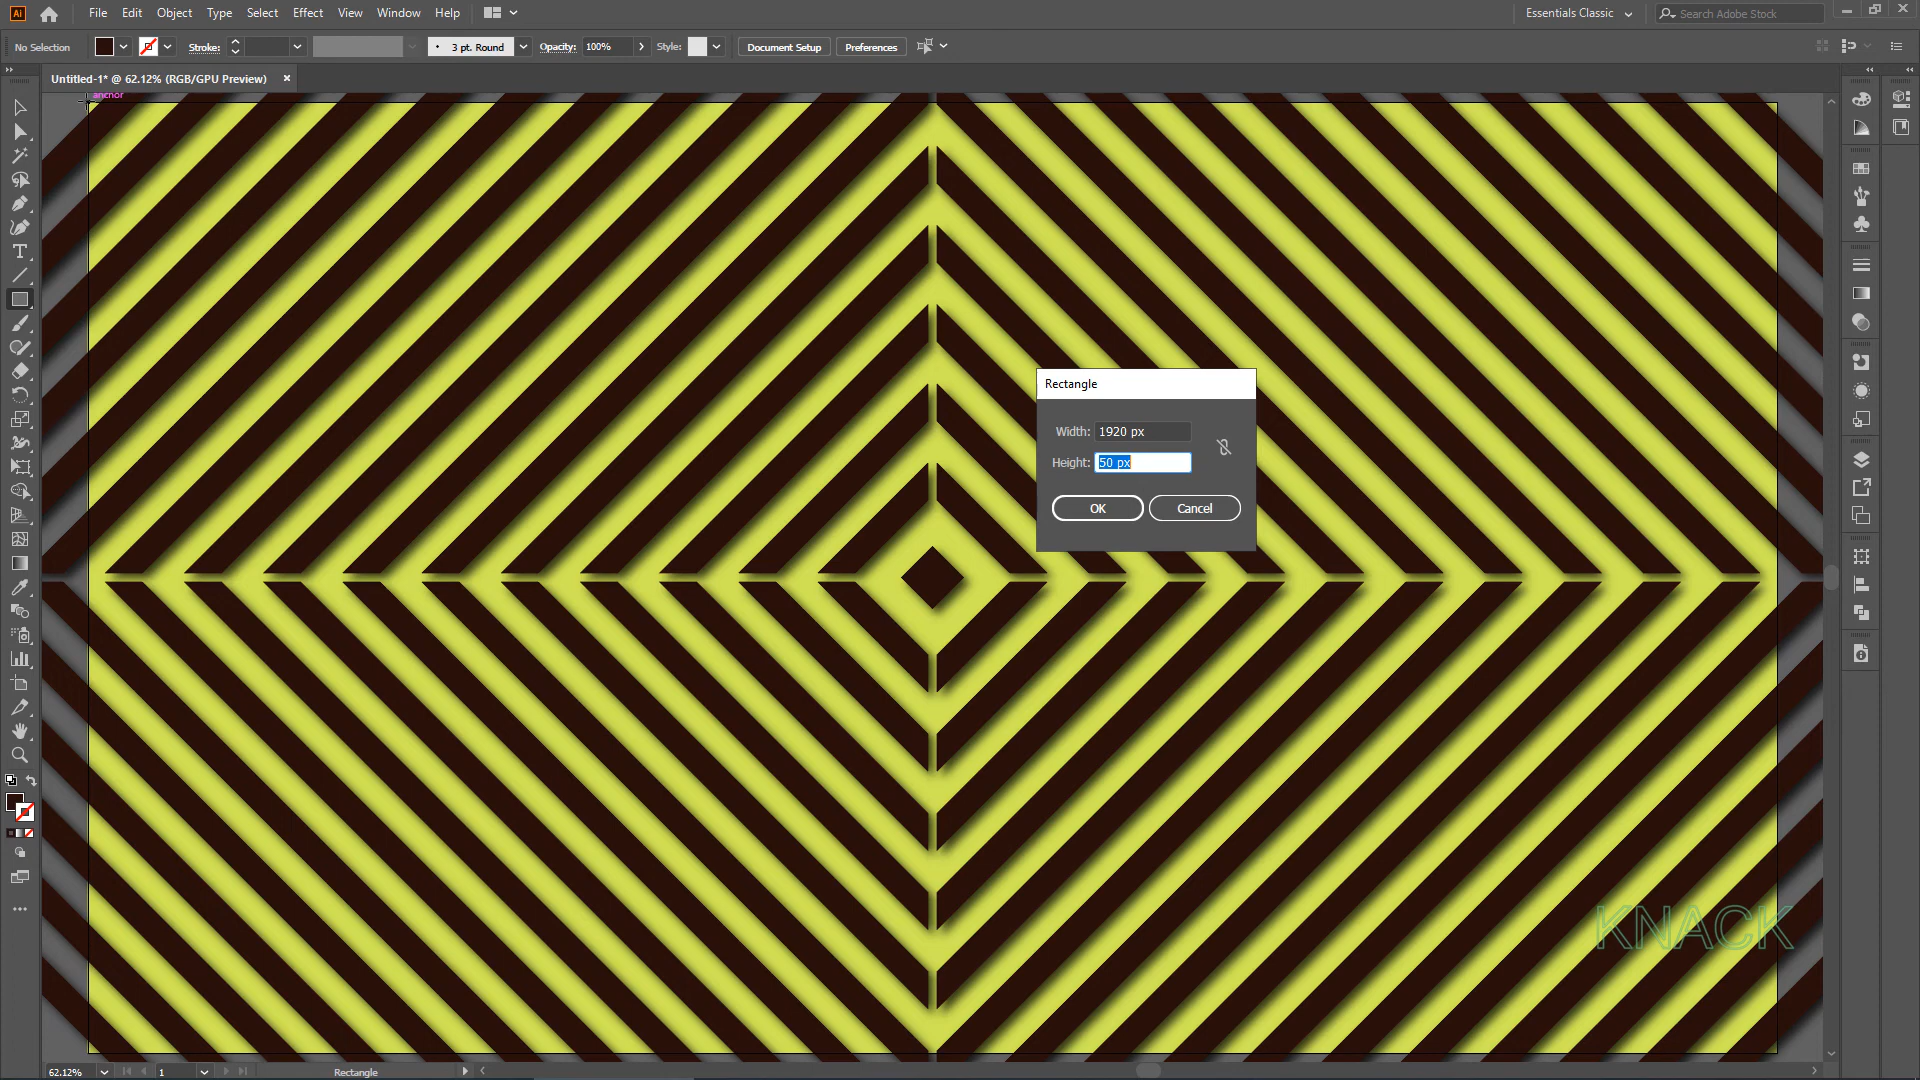 Ai File Edit Object Type Select Effect View Window Help Essentials Classic Search Adobe Stock
No Selection Stroke: 3 pt. Round Opacity: 100% Style: Document Setup Preferences
Untitled-1* @ 62.12% (RGB/GPU Preview)
anchor
Rectangle
Width: 1920 px
Height: 50 px
OK Cancel
KNACK
62.12% 1 Rectangle